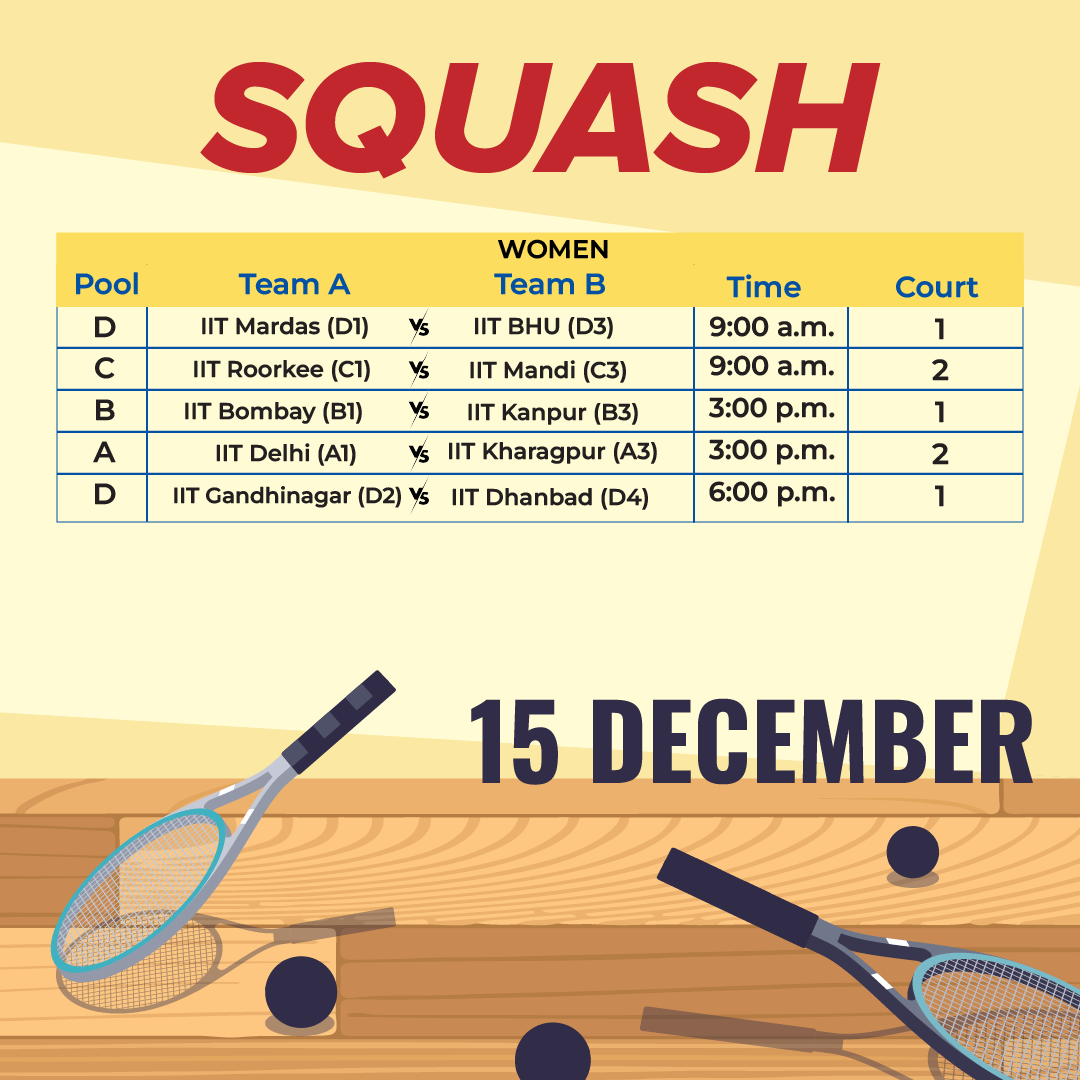 SQUASH
WOMEN
Pool Team A Team B Time Court
D IIT Mardas (D1) VS IIT BHU (D3) 9:00 a.m. 1
C IIT Roorkee (C1) VS IIT Mandi (C3) 9:00 a.m. 2
B IIT Bombay (B1) VS IIT Kanpur (B3) 3:00 p.m. 1
A IIT Delhi (A1) VS IIT Kharagpur (A3) 3:00 p.m. 2
D IIT Gandhinagar (D2) VS IIT Dhanbad (D4) 6:00 p.m. 1
15 DECEMBER